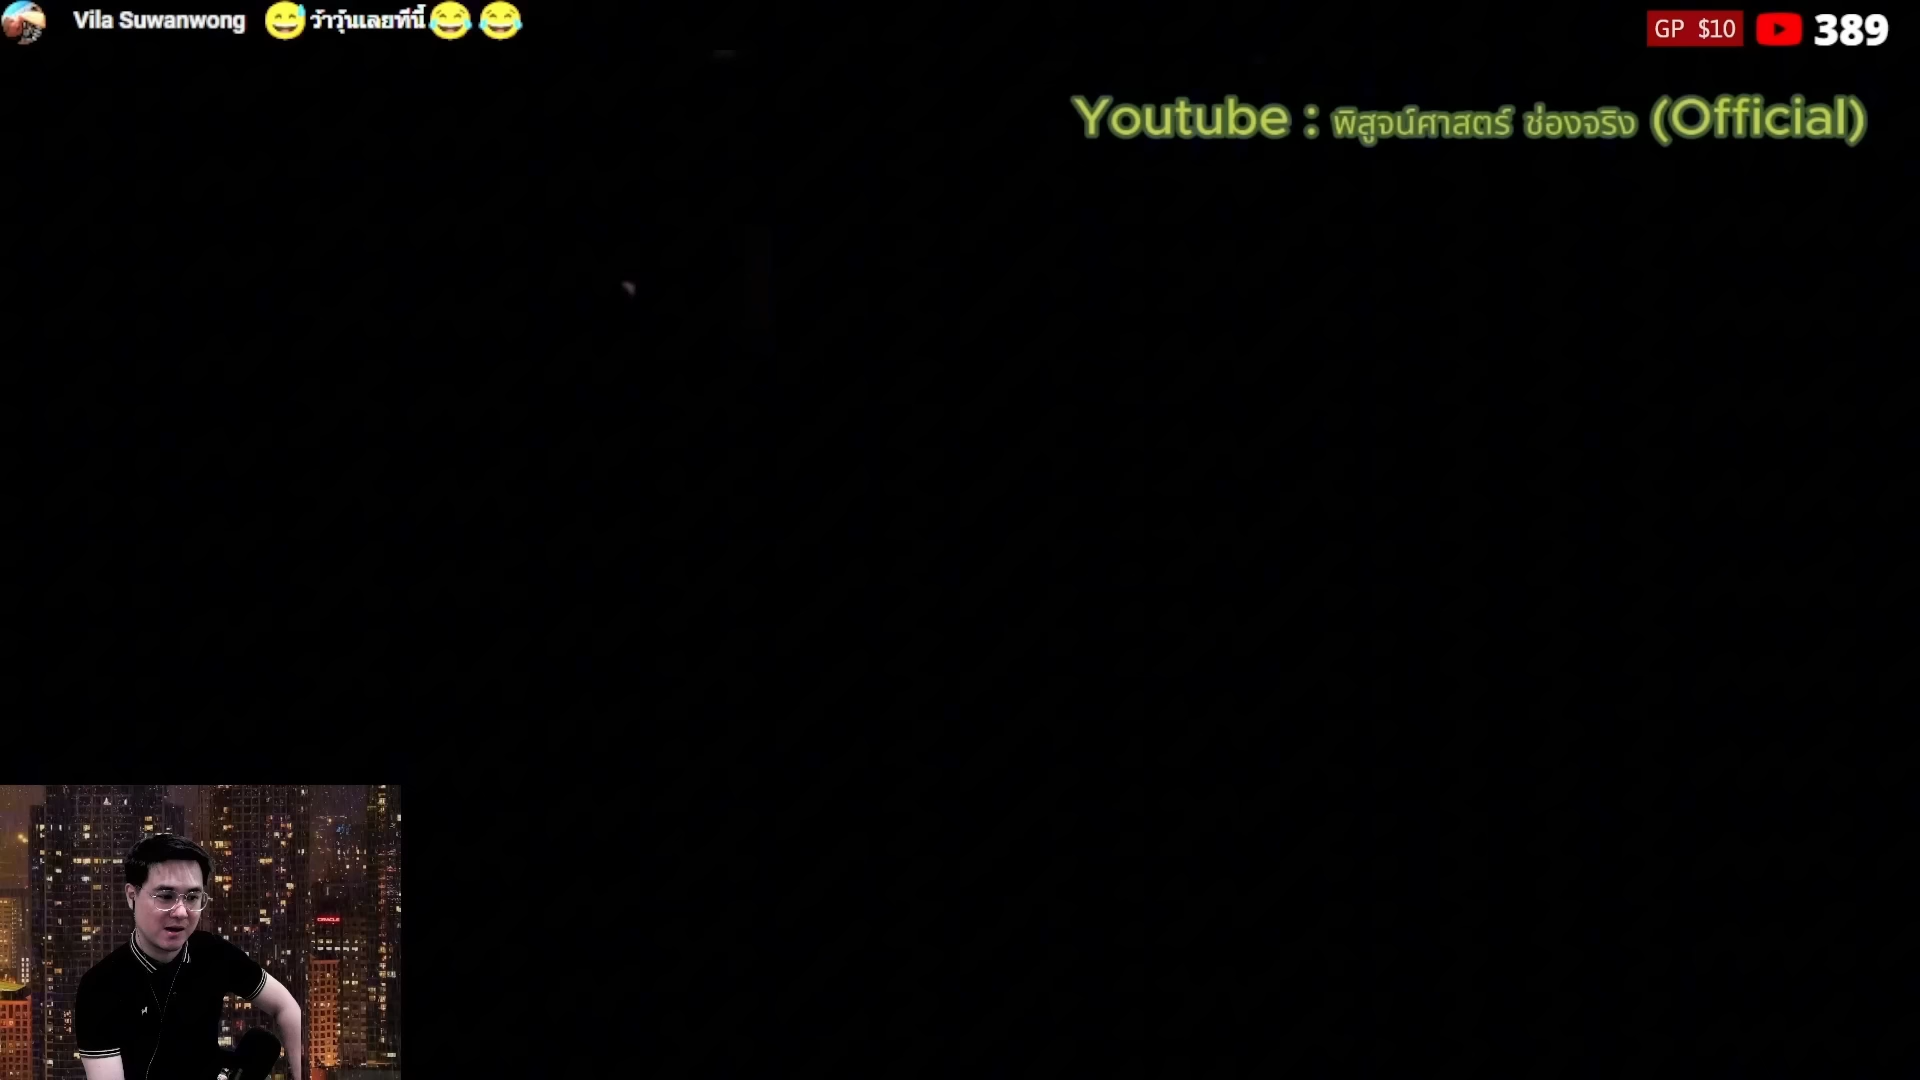 Vila Suwanwong 😅ว้าวุ่นเลยทีนี้😂😂
GP $10 389
Youtube : พิสูจน์ศาสตร์ ช่องจริง (Official)
ORACLE